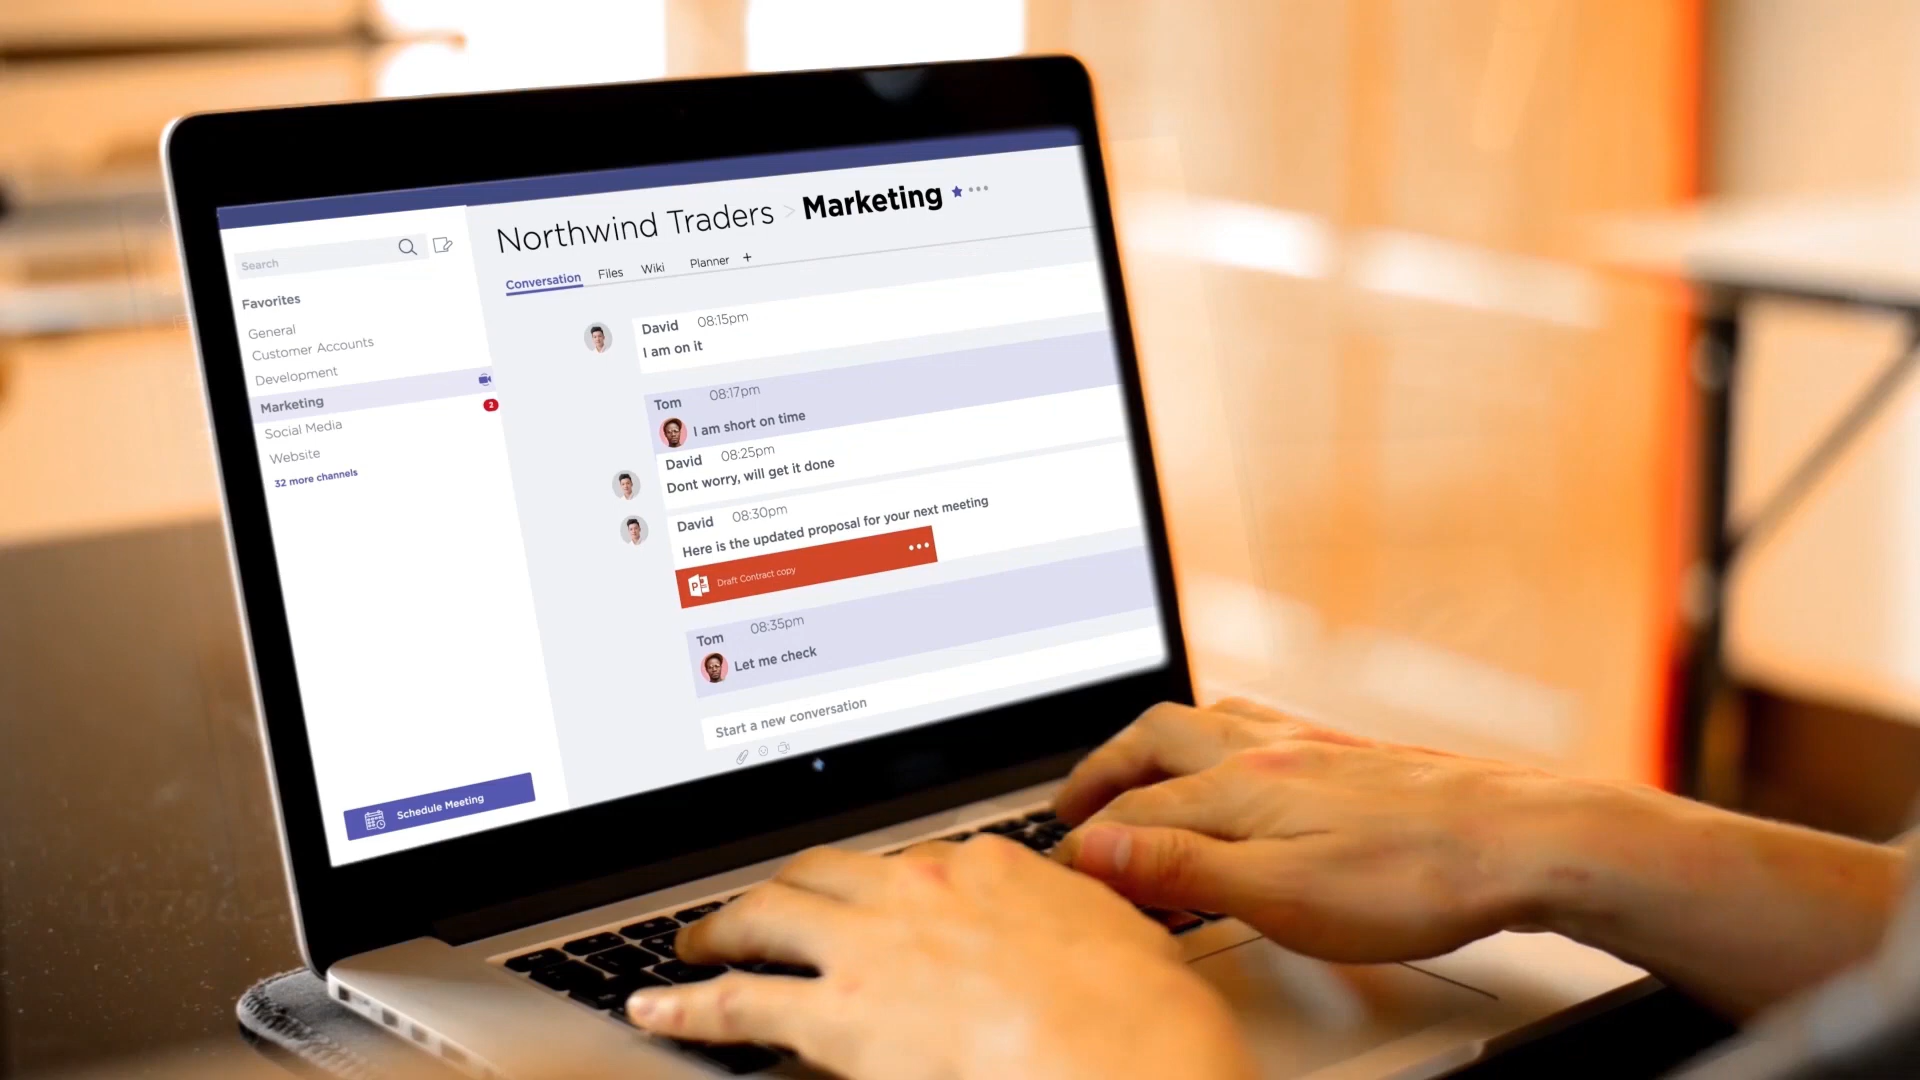 Search
Favorites
General
Customer Accounts
Development
Marketing
2
Social Media
Website
32 more channels
Schedule Meeting
Northwind Traders > Marketing
Conversation Files Wiki Planner +
David 08:15pm
I am on it
Tom 08:17pm
I am short on time
David 08:25pm
Dont worry, will get it done
David 08:30pm
Here is the updated proposal for your next meeting
Draft Contract copy
Tom 08:35pm
Let me check
Start a new conversation